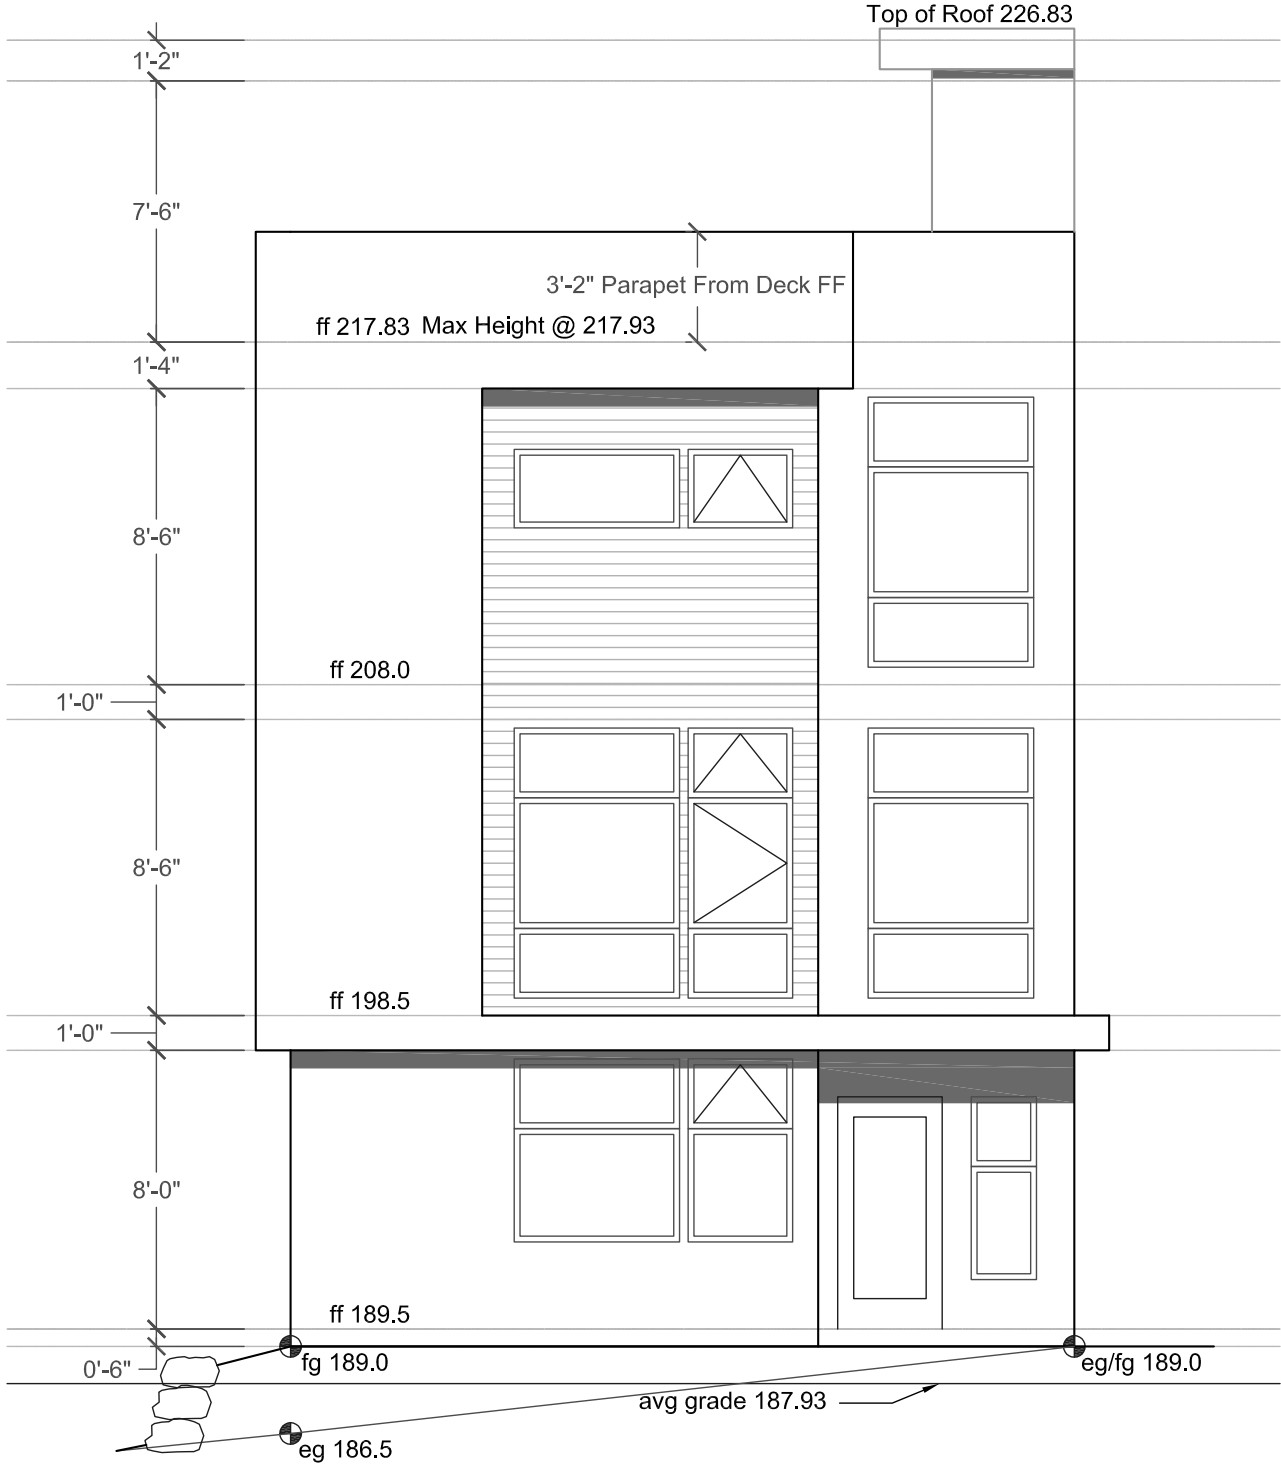 Top of Roof 226.83
1'-2"
7'-6"
3'-2" Parapet From Deck FF
ff 217.83 Max Height @ 217.93
1'-4"
8'-6"
ff 208.0
1'-0"
8'-6"
ff 198.5
1'-0"
8'-0"
ff 189.5
0'-6"
fg 189.0
eg/fg 189.0
avg grade 187.93
eg 186.5